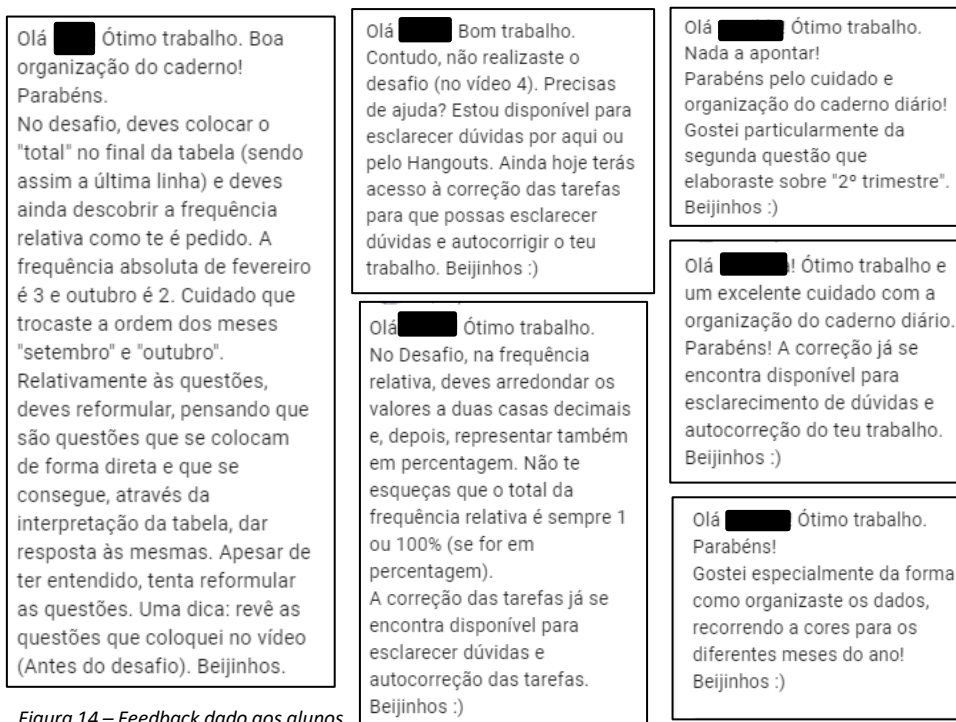 Olá Ótimo trabalho. Boa
organização do caderno!
Parabéns.
No desafio, deves colocar o
"total" no final da tabela (sendo
assim a última linha) e deves
ainda descobrir a frequência
relativa como te é pedido. A
frequência absoluta de fevereiro
é 3 e outubro é 2. Cuidado que
trocaste a ordem dos meses
"setembro" e "outubro".
Relativamente às questões,
deves reformular, pensando que
são questões que se colocam
de forma direta e que se
consegue, através da
interpretação da tabela, dar
resposta às mesmas. Apesar de
ter entendido, tenta reformular
as questões. Uma dica: revê as
questões que coloquei no vídeo
(Antes do desafio). Beijinhos.
Olá Bom trabalho.
Contudo, não realizaste o
desafio (no vídeo 4). Precisas
de ajuda? Estou disponível para
esclarecer dúvidas por aqui ou
pelo Hangouts. Ainda hoje terás
acesso à correção das tarefas
para que possas esclarecer
dúvidas e autocorrigir o teu
trabalho. Beijinhos :)
Olá Ótimo trabalho.
No Desafio, na frequência
relativa, deves arredondar os
valores a duas casas decimais
e, depois, representar também
em percentagem. Não te
esqueças que o total da
frequência relativa é sempre 1
ou 100% (se for em
percentagem).
A correção das tarefas já se
encontra disponível para
esclarecer dúvidas e
autocorreção das tarefas.
Beijinhos :)
Olá Ótimo trabalho.
Nada a apontar!
Parabéns pelo cuidado e
organização do caderno diário!
Gostei particularmente da
segunda questão que
elaboraste sobre "2º trimestre".
Beijinhos :)
Olá ! Ótimo trabalho e
um excelente cuidado com a
organização do caderno diário.
Parabéns! A correção já se
encontra disponível para
esclarecimento de dúvidas e
autocorreção do teu trabalho.
Beijinhos :)
Olá Ótimo trabalho.
Parabéns!
Gostei especialmente da forma
como organizaste os dados,
recorrendo a cores para os
diferentes meses do ano!
Beijinhos :)
Figura 14 – Feedback dado aos alunos